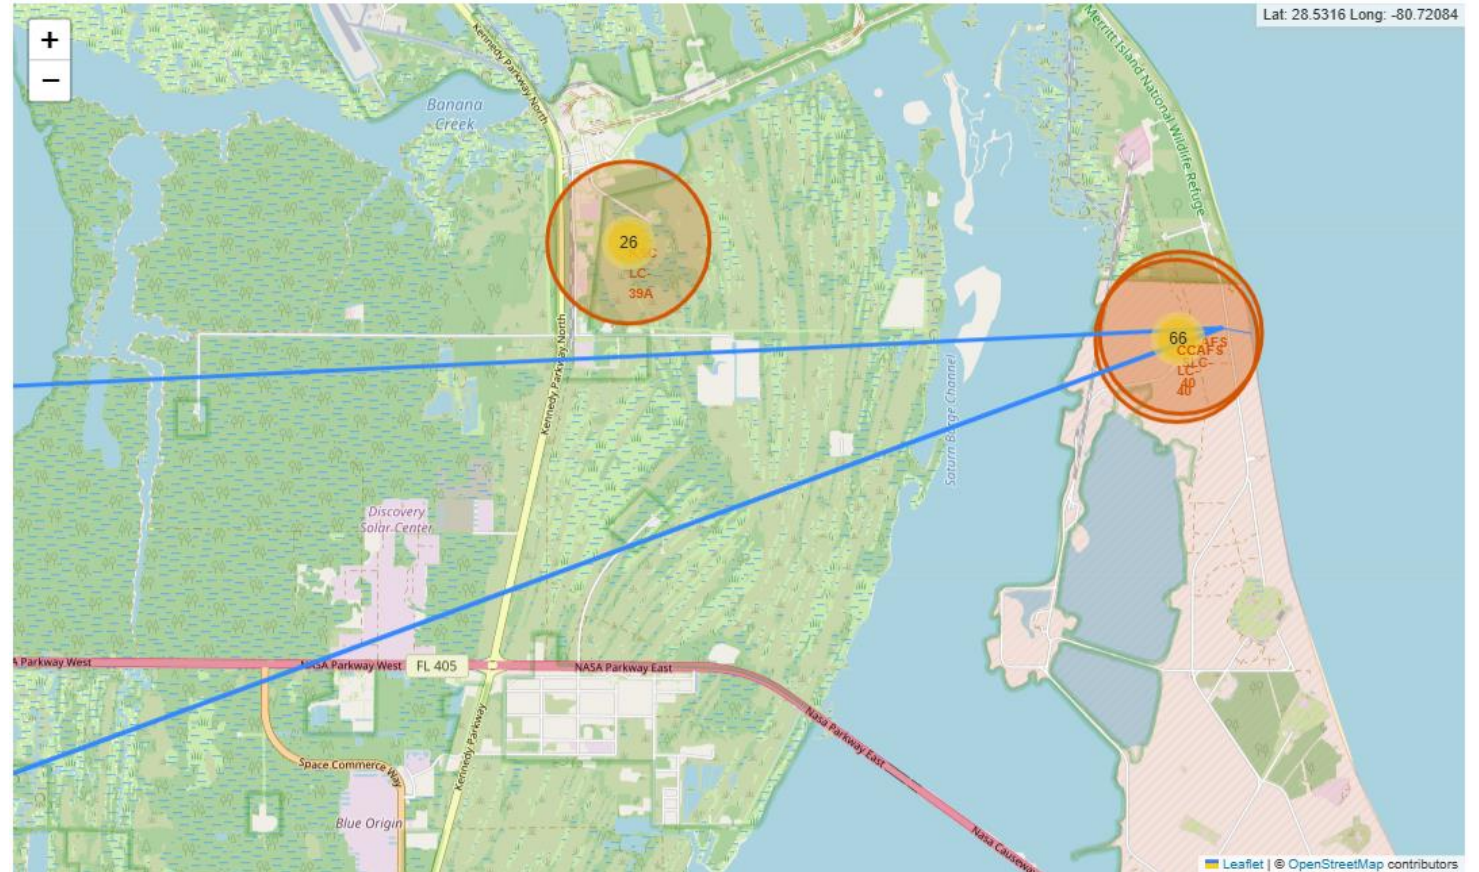 Lat: 28.5316 Long: -80.72084
+
−
Kennedy Parkway North
Merritt Island National Wildlife Refuge
Banana
Creek
26
LC-
39A
Kennedy Parkway North
66
CCAFS
LC-
40
40
Saturn Barge Channel
Discovery
Solar Center
A Parkway West
NASA Parkway West
FL 405
NASA Parkway East
Nasa Parkway East
Kennedy Parkway
Space Commerce Way
Blue Origin
Nasa Causeway
Leaflet | © OpenStreetMap contributors